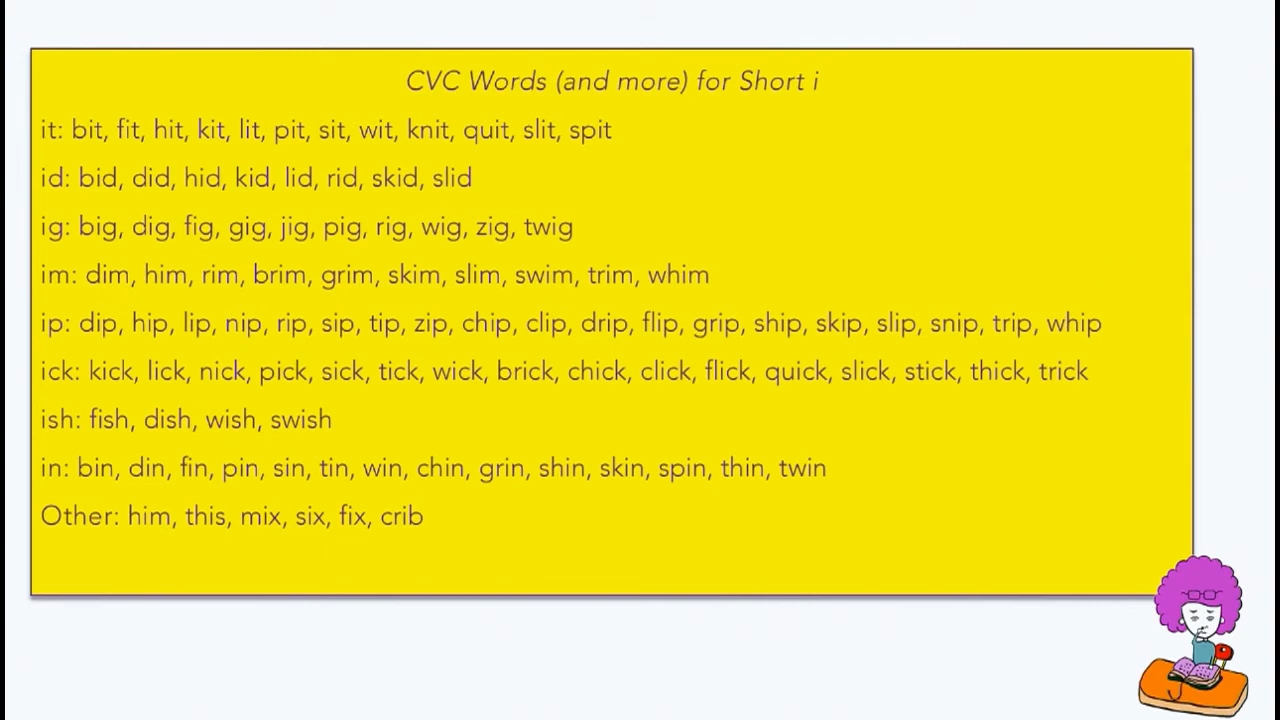 CVC Words (and more) for Short i
it: bit, fit, hit, kit, lit, pit, sit, wit, knit, quit, slit, spit
id: bid, did, hid, kid, lid, rid, skid, slid
ig: big, dig, fig, gig, jig, pig, rig, wig, zig, twig
im: dim, him, rim, brim, grim, skim, slim, swim, trim, whim
ip: dip, hip, lip, nip, rip, sip, tip, zip, chip, clip, drip, flip, grip, ship, skip, slip, snip, trip, whip
ick: kick, lick, nick, pick, sick, tick, wick, brick, chick, click, flick, quick, slick, stick, thick, trick
ish: fish, dish, wish, swish
in: bin, din, fin, pin, sin, tin, win, chin, grin, shin, skin, spin, thin, twin
Other: him, this, mix, six, fix, crib